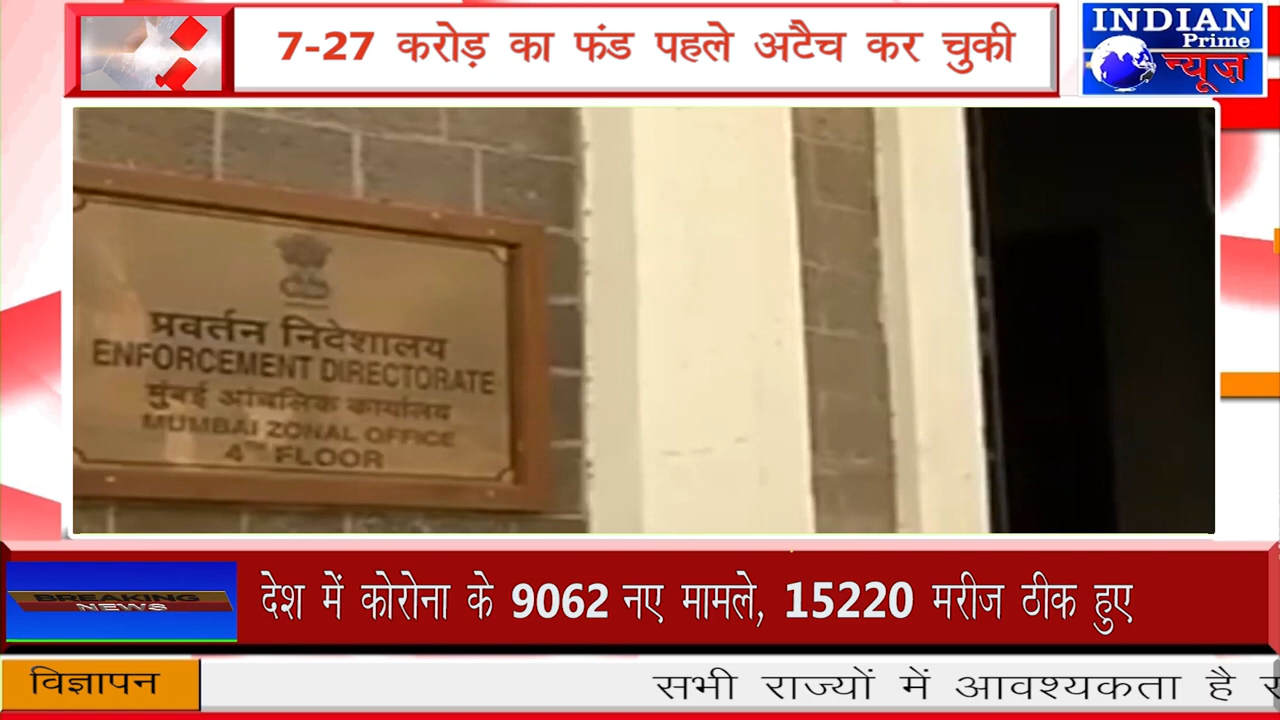 7-27 करोड़ का फंड पहले अटैच कर चुकी
INDIAN
Prime
न्यूज़
प्रवर्तन निदेशालय
ENFORCEMENT DIRECTORATE
मुंबई आंचलिक कार्यालय
MUMBAI ZONAL OFFICE
4TH FLOOR
BREAKING
NEWS
देश में कोरोना के 9062 नए मामले, 15220 मरीज ठीक हुए
विज्ञापन
सभी राज्यों में आवश्यकता है